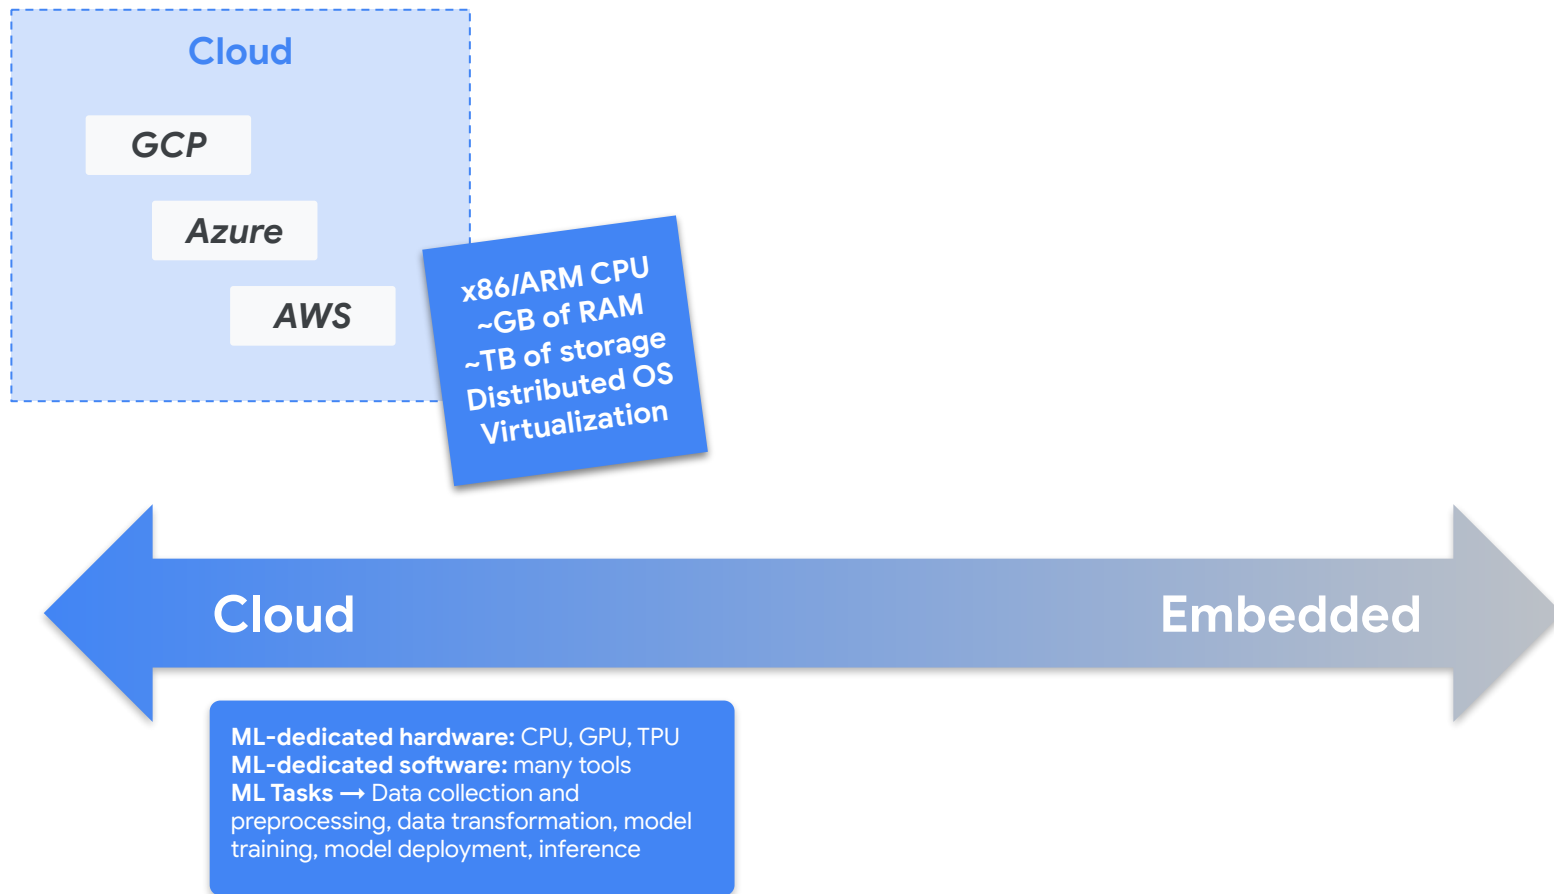 Cloud
GCP
Azure
AWS
x86/ARM CPU
~GB of RAM
~TB of storage
Distributed OS
Virtualization
Cloud
Embedded
ML-dedicated hardware: CPU, GPU, TPU
ML-dedicated software: many tools
ML Tasks → Data collection and
preprocessing, data transformation, model
training, model deployment, inference